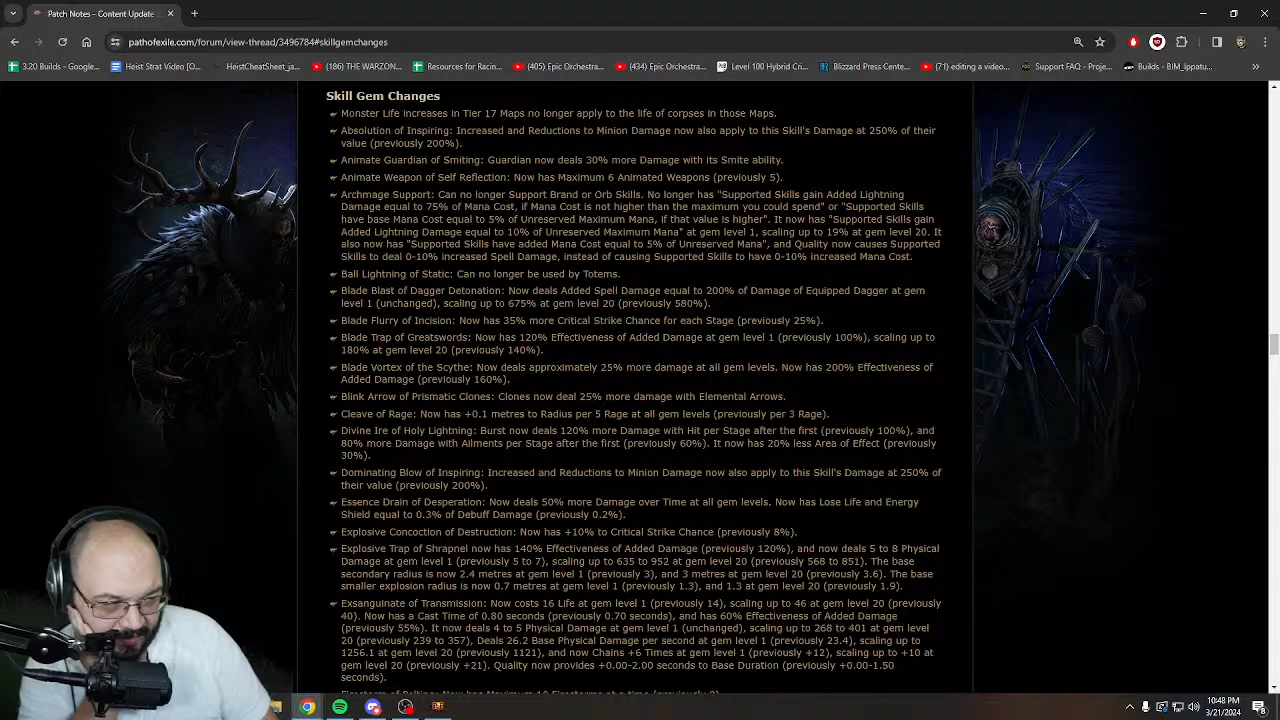 Path of Exile
pathofexile.com/forum/view-thread/3496784#skillgemchanges
3.20 Builds - Google...
Heist Strat Video [O...
HeistCheatSheet_ja...
(186) THE WARZON...
Resources for Racin...
(405) Epic Orchestra...
(434) Epic Orchestra...
Level 100 Hybrid Cri...
Blizzard Press Cente...
(71) editing a video...
Support FAQ - Proje...
Builds - BIM_Ippatu...
Skill Gem Changes
Monster Life increases in Tier 17 Maps no longer apply to the life of corpses in those Maps.
Absolution of Inspiring: Increased and Reductions to Minion Damage now also apply to this Skill's Damage at 250% of their
value (previously 200%).
Animate Guardian of Smiting: Guardian now deals 30% more Damage with its Smite ability.
Animate Weapon of Self Reflection: Now has Maximum 6 Animated Weapons (previously 5).
Archmage Support: Can no longer Support Brand or Orb Skills. No longer has "Supported Skills gain Added Lightning
Damage equal to 75% of Mana Cost, if Mana Cost is not higher than the maximum you could spend" or "Supported Skills
have base Mana Cost equal to 5% of Unreserved Maximum Mana, if that value is higher". It now has "Supported Skills gain
Added Lightning Damage equal to 10% of Unreserved Maximum Mana" at gem level 1, scaling up to 19% at gem level 20. It
also now has "Supported Skills have added Mana Cost equal to 5% of Unreserved Mana", and Quality now causes Supported
Skills to deal 0-10% increased Spell Damage, instead of causing Supported Skills to have 0-10% increased Mana Cost.
Ball Lightning of Static: Can no longer be used by Totems.
Blade Blast of Dagger Detonation: Now deals Added Spell Damage equal to 200% of Damage of Equipped Dagger at gem
level 1 (unchanged), scaling up to 675% at gem level 20 (previously 580%).
Blade Flurry of Incision: Now has 35% more Critical Strike Chance for each Stage (previously 25%).
Blade Trap of Greatswords: Now has 120% Effectiveness of Added Damage at gem level 1 (previously 100%), scaling up to
180% at gem level 20 (previously 140%).
Blade Vortex of the Scythe: Now deals approximately 25% more damage at all gem levels. Now has 200% Effectiveness of
Added Damage (previously 160%).
Blink Arrow of Prismatic Clones: Clones now deal 25% more damage with Elemental Arrows.
Cleave of Rage: Now has +0.1 metres to Radius per 5 Rage at all gem levels (previously per 3 Rage).
Divine Ire of Holy Lightning: Burst now deals 120% more Damage with Hit per Stage after the first (previously 100%), and
80% more Damage with Ailments per Stage after the first (previously 60%). It now has 20% less Area of Effect (previously
30%).
Dominating Blow of Inspiring: Increased and Reductions to Minion Damage now also apply to this Skill's Damage at 250% of
their value (previously 200%).
Essence Drain of Desperation: Now deals 50% more Damage over Time at all gem levels. Now has Lose Life and Energy
Shield equal to 0.3% of Debuff Damage (previously 0.2%).
Explosive Concoction of Destruction: Now has +10% to Critical Strike Chance (previously 8%).
Explosive Trap of Shrapnel now has 140% Effectiveness of Added Damage (previously 120%), and now deals 5 to 8 Physical
Damage at gem level 1 (previously 5 to 7), scaling up to 635 to 952 at gem level 20 (previously 568 to 851). The base
secondary radius is now 2.4 metres at gem level 1 (previously 3), and 3 metres at gem level 20 (previously 3.6). The base
smaller explosion radius is now 0.7 metres at gem level 1 (previously 1.3), and 1.3 at gem level 20 (previously 1.9).
Exsanguinate of Transmission: Now costs 16 Life at gem level 1 (previously 14), scaling up to 46 at gem level 20 (previously
40). Now has a Cast Time of 0.80 seconds (previously 0.70 seconds), and has 60% Effectiveness of Added Damage
(previously 55%). It now deals 4 to 5 Physical Damage at gem level 1 (unchanged), scaling up to 268 to 401 at gem level
20 (previously 239 to 357), Deals 26.2 Base Physical Damage per second at gem level 1 (previously 23.4), scaling up to
1256.1 at gem level 20 (previously 1121), and now Chains +6 Times at gem level 1 (previously +12), scaling up to +10 at
gem level 20 (previously +21). Quality now provides +0.00-2.00 seconds to Base Duration (previously +0.00-1.50
seconds).
Firestorm of Pelting: Now has Maximum 10 Firestorms at a time (previously 8).
10:48 PM
3/21/2024